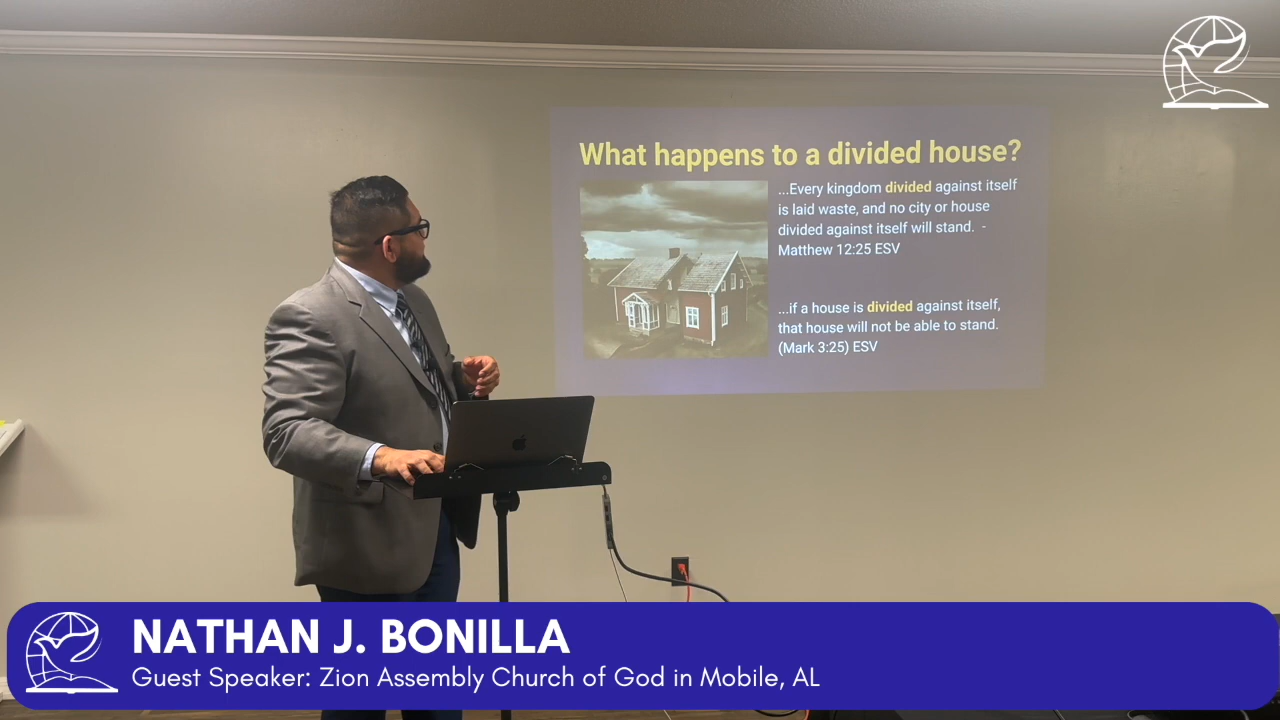 What happens to a divided house?
...Every kingdom divided against itself
is laid waste, and no city or house
divided against itself will stand. -
Matthew 12:25 ESV
...if a house is divided against itself,
that house will not be able to stand.
(Mark 3:25) ESV
NATHAN J. BONILLA
Guest Speaker: Zion Assembly Church of God in Mobile, AL